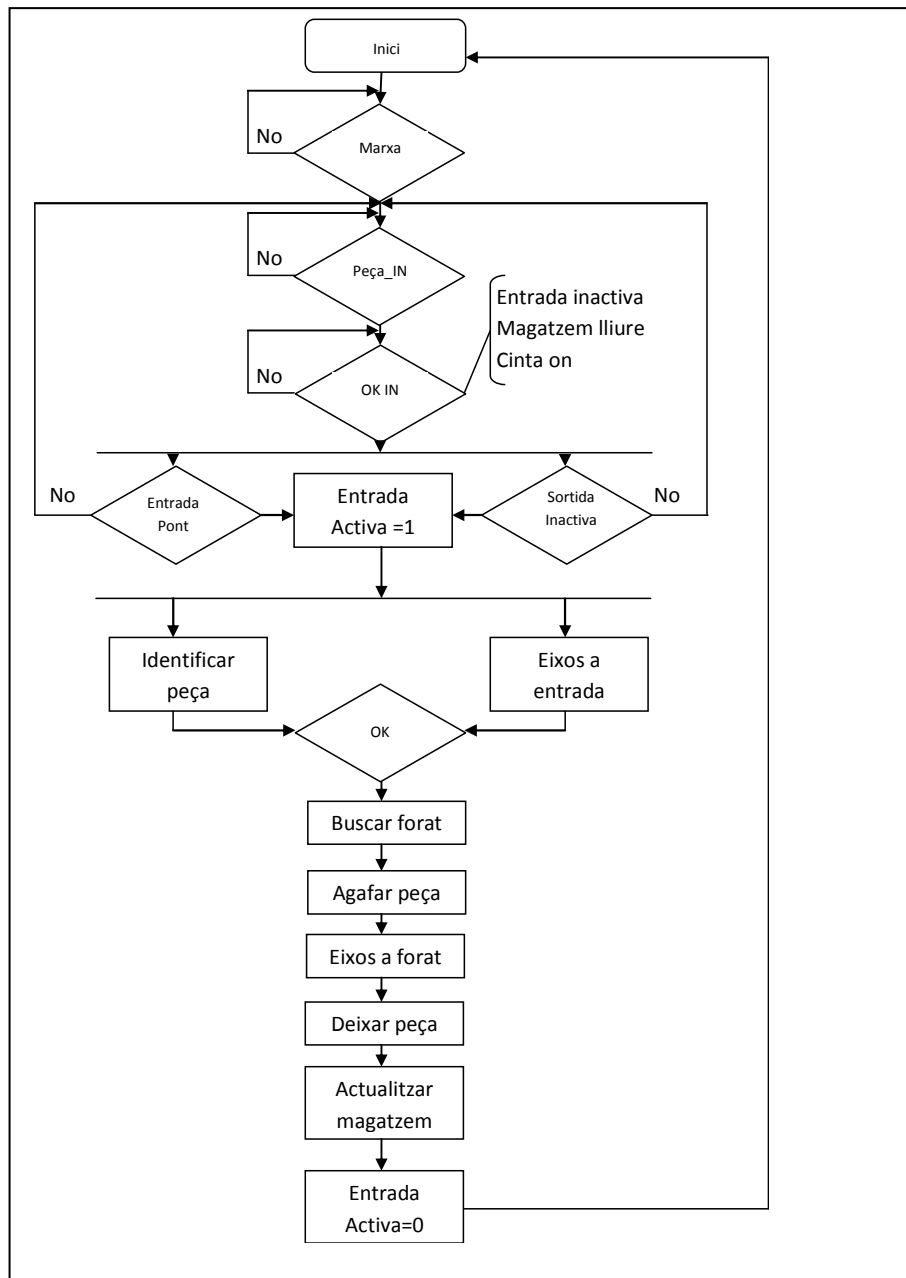 Inici
No
Marxa
No
Peça_IN
Entrada inactiva
Magatzem lliure
Cinta on
No
OK IN
No
Entrada
Pont
Entrada
Activa =1
Sortida
Inactiva
No
Identificar
peça
Eixos a
entrada
OK
Buscar forat
Agafar peça
Eixos a forat
Deixar peça
Actualitzar
magatzem
Entrada
Activa=0